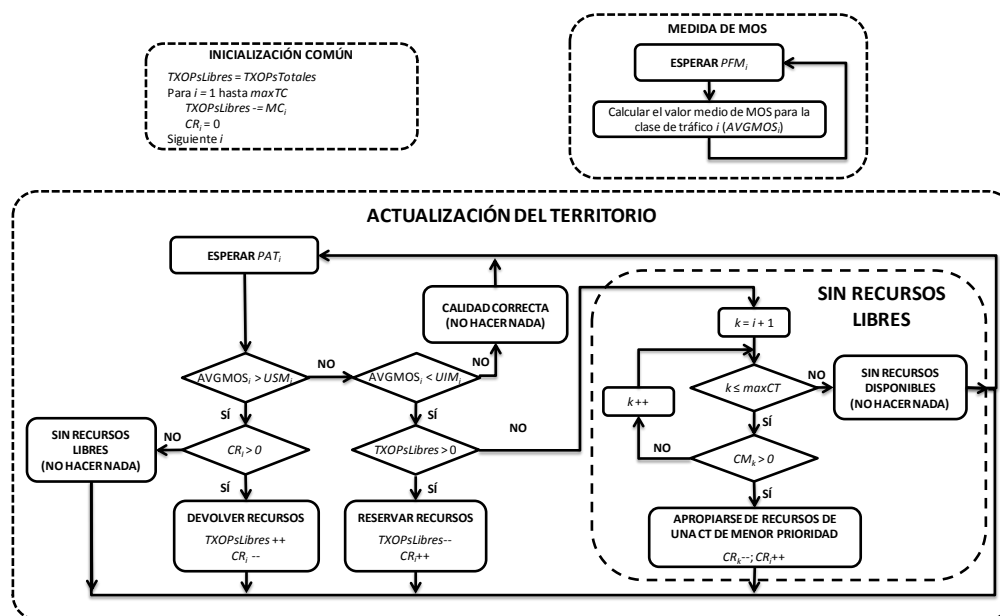 INICIALIZACIÓN COMÚN
TXOPsLibres = TXOPsTotales
Para i = 1 hasta maxTC
TXOPsLibres -= MCi
CRi = 0
Siguiente i
MEDIDA DE MOS
ESPERAR PFMi
Calcular el valor medio de MOS para la
clase de tráfico i (AVGMOSi)
ACTUALIZACIÓN DEL TERRITORIO
ESPERAR PATi
CALIDAD CORRECTA
(NO HACER NADA)
AVGMOSi > USMi
NO
AVGMOSi < UIMi
NO
SÍ
SÍ
SIN RECURSOS
LIBRES
(NO HACER NADA)
NO
CRi > 0
TXOPsLibres > 0
NO
SÍ
SÍ
DEVOLVER RECURSOS
TXOPsLibres ++
CRi --
RESERVAR RECURSOS
TXOPsLibres--
CRi++
SIN RECURSOS
LIBRES
k = i + 1
k ≤ maxCT
NO
SIN RECURSOS
DISPONIBLES
(NO HACER NADA)
k ++
SÍ
NO
CMk > 0
SÍ
APROPIARSE DE RECURSOS DE
UNA CT DE MENOR PRIORIDAD
CRk--; CRi++